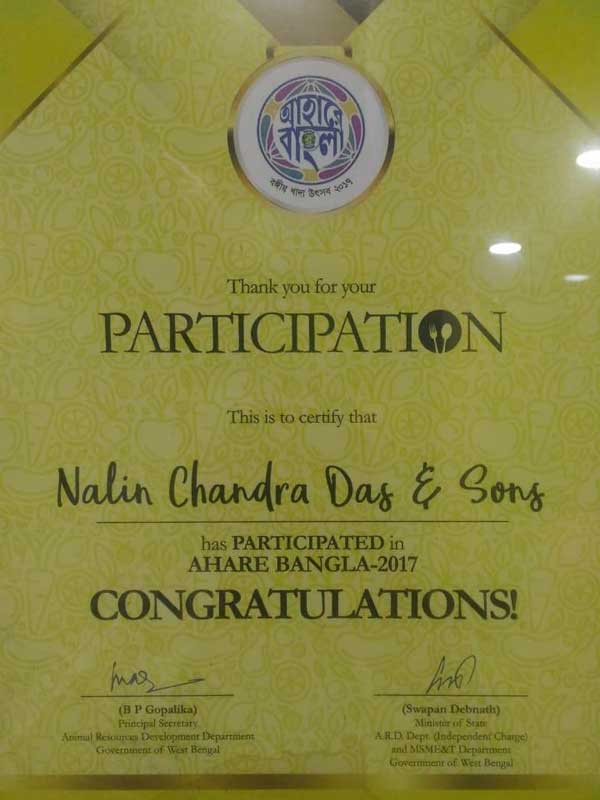 আহারে
বাংলা
বঙ্গীয় খাদ্য উৎসব ২০১৭
Thank you for your
PARTICIPATION
This is to certify that
Nalin Chandra Das & Sons
has PARTICIPATED in
AHARE BANGLA-2017
CONGRATULATIONS!
(B P Gopalika)
Principal Secretary
Animal Resources Development Department
Government of West Bengal
(Swapan Debnath)
Minister of State
A.R.D. Dept. (Independent Charge)
and MSME&T Department
Government of West Bengal